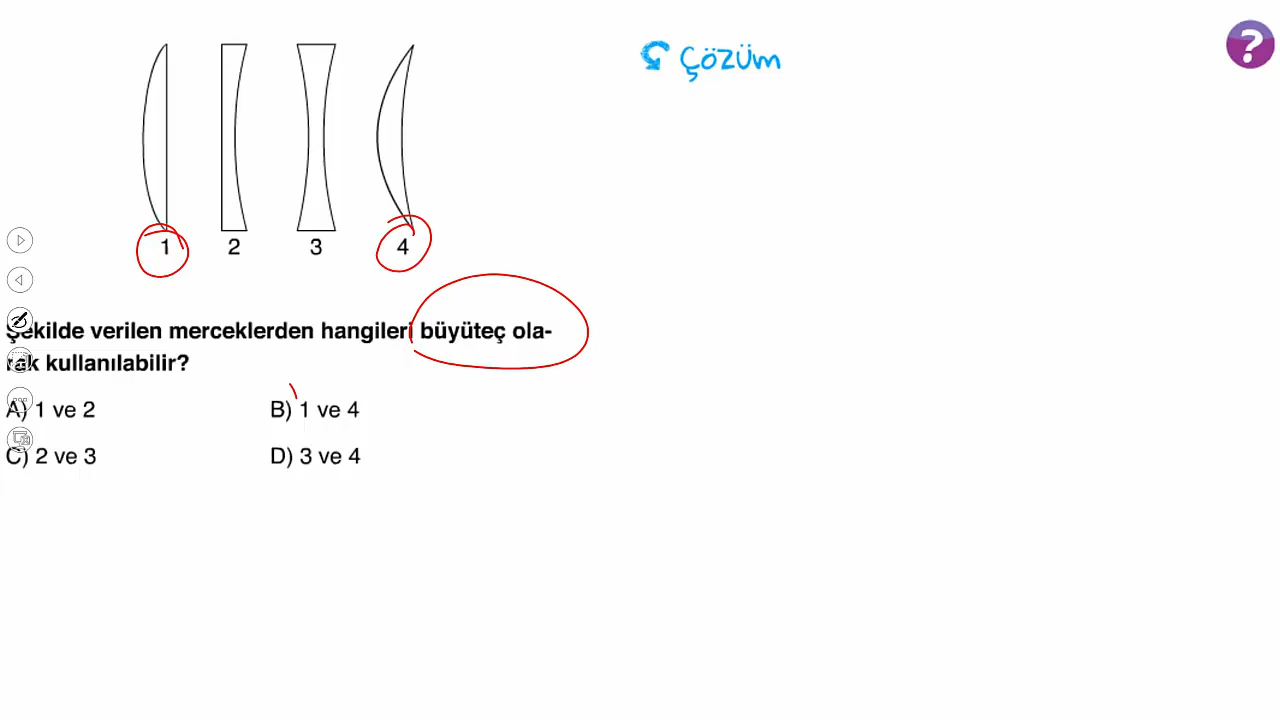 Çözüm
?
1 2 3 4
Şekilde verilen merceklerden hangileri büyüteç ola-
rak kullanılabilir?
A) 1 ve 2 B) 1 ve 4
C) 2 ve 3 D) 3 ve 4